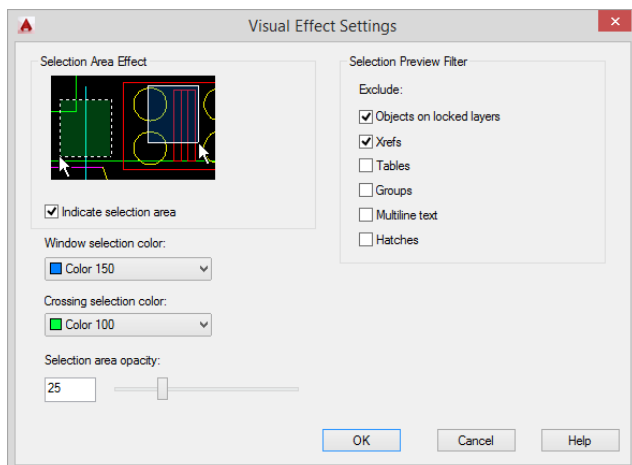 Visual Effect Settings
Selection Area Effect
Indicate selection area
Window selection color:
Color 150
Crossing selection color:
Color 100
Selection area opacity:
25
Selection Preview Filter
Exclude:
Objects on locked layers
Xrefs
Tables
Groups
Multiline text
Hatches
OK
Cancel
Help